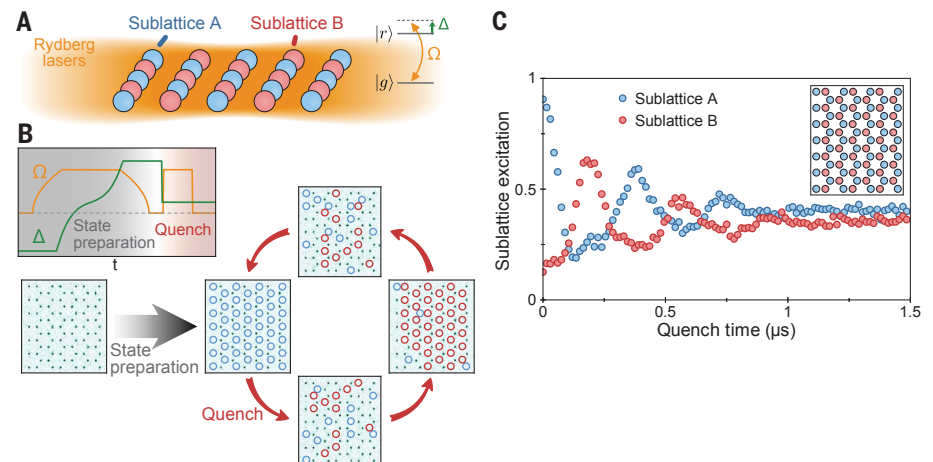 A
Sublattice A
Sublattice B
Rydberg
lasers
|r⟩
Δ
Ω
|g⟩
B
Ω
Δ
State
preparation
Quench
t
State
preparation
Quench
C
Sublattice excitation
1
0.5
0
Sublattice A
Sublattice B
0
0.5
1
1.5
Quench time (μs)